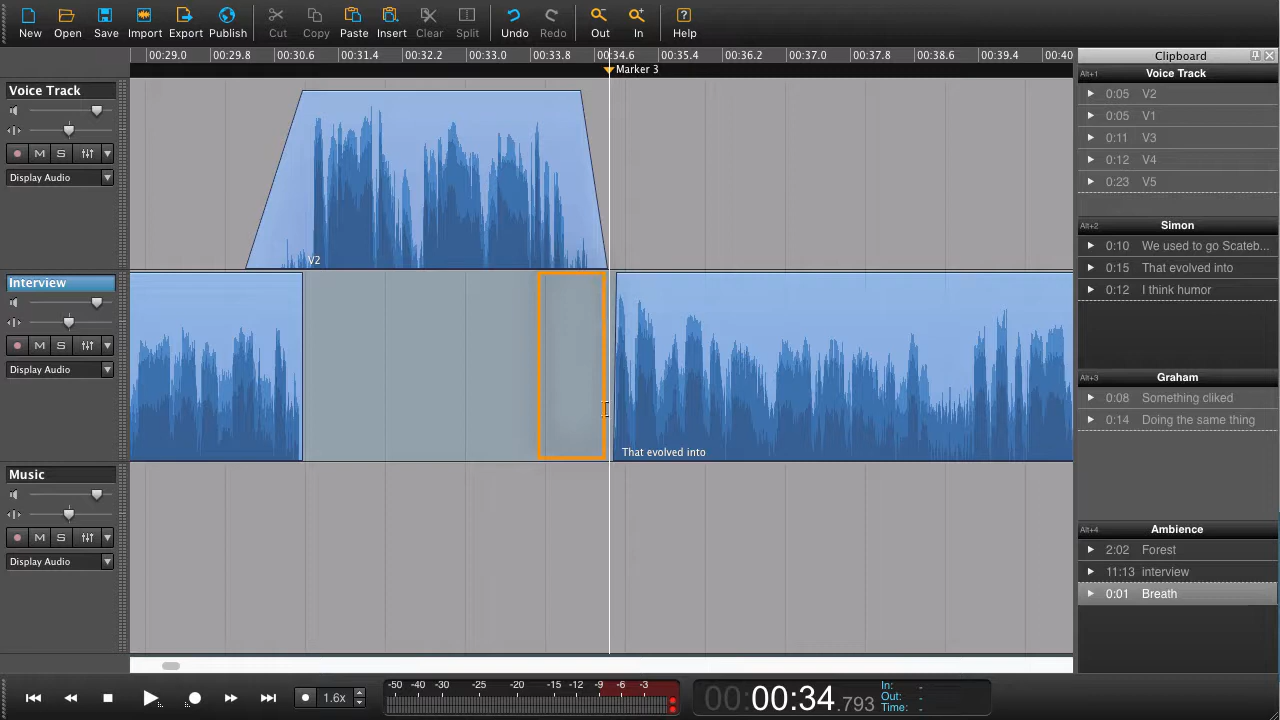 New Open Save Import Export Publish Cut Copy Paste Insert Clear Split Undo Redo Out In Help
00:29.0 00:29.8 00:30.6 00:31.4 00:32.2 00:33.0 00:33.8 00:34.6 00:35.4 00:36.2 00:37.0 00:37.8 00:38.6 00:39.4 00:40
Marker 3
Voice Track
M S
Display Audio
V2
Interview
M S
Display Audio
That evolved into
Music
M S
Display Audio
Clipboard
Alt+1 Voice Track
0:05 V2
0:05 V1
0:11 V3
0:12 V4
0:23 V5
Alt+2 Simon
0:10 We used to go Scateb...
0:15 That evolved into
0:12 I think humor
Alt+3 Graham
0:08 Something cliked
0:14 Doing the same thing
Alt+4 Ambience
2:02 Forest
11:13 interview
0:01 Breath
1.6x
-50 -40 -30 -25 -20 -15 -12 -9 -6 -3
00:00:34.793
In: -
Out: -
Time: -